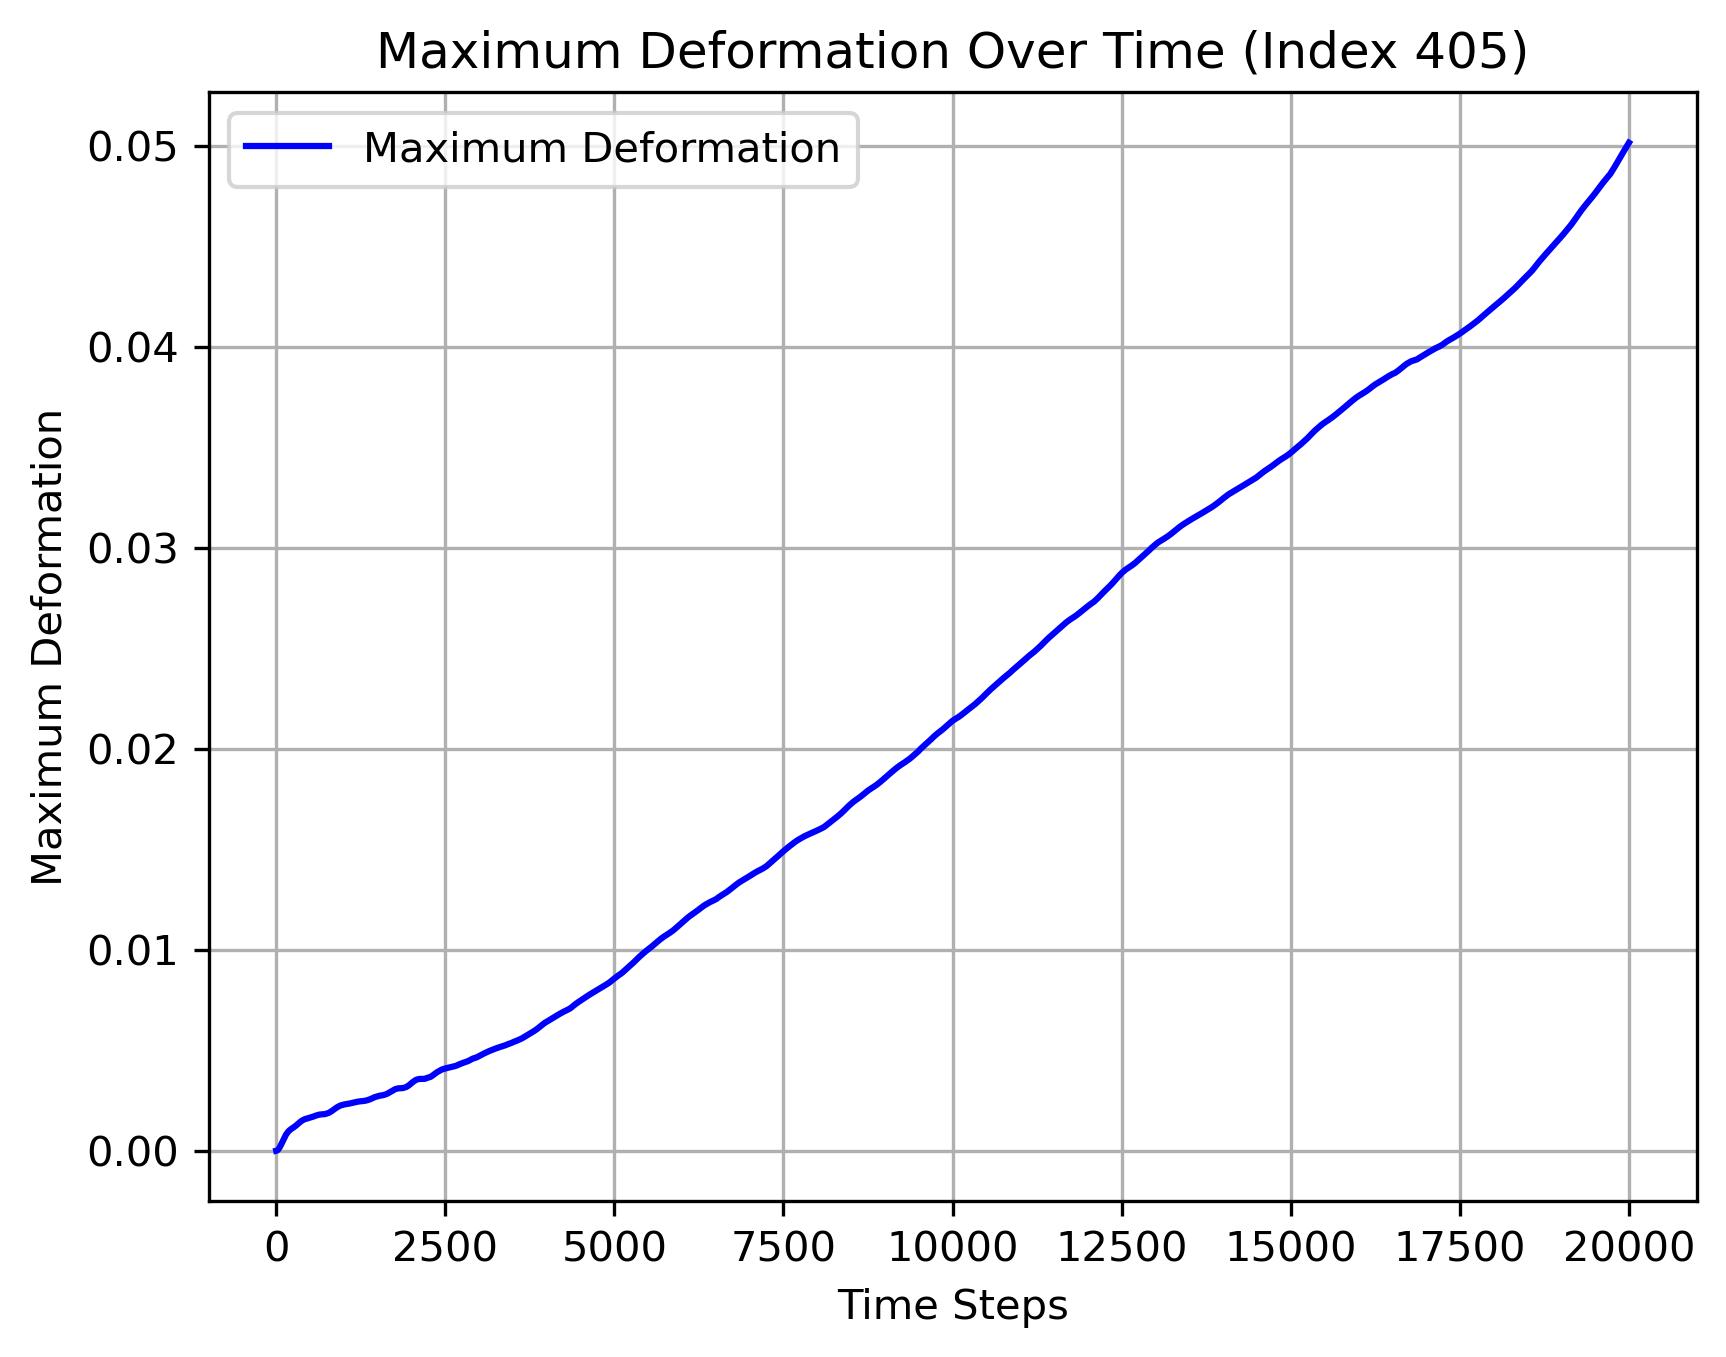 Maximum Deformation Over Time (Index 405)
Maximum Deformation
0.05
0.04
0.03
0.02
0.01
0.00
Maximum Deformation
0 2500 5000 7500 10000 12500 15000 17500 20000
Time Steps